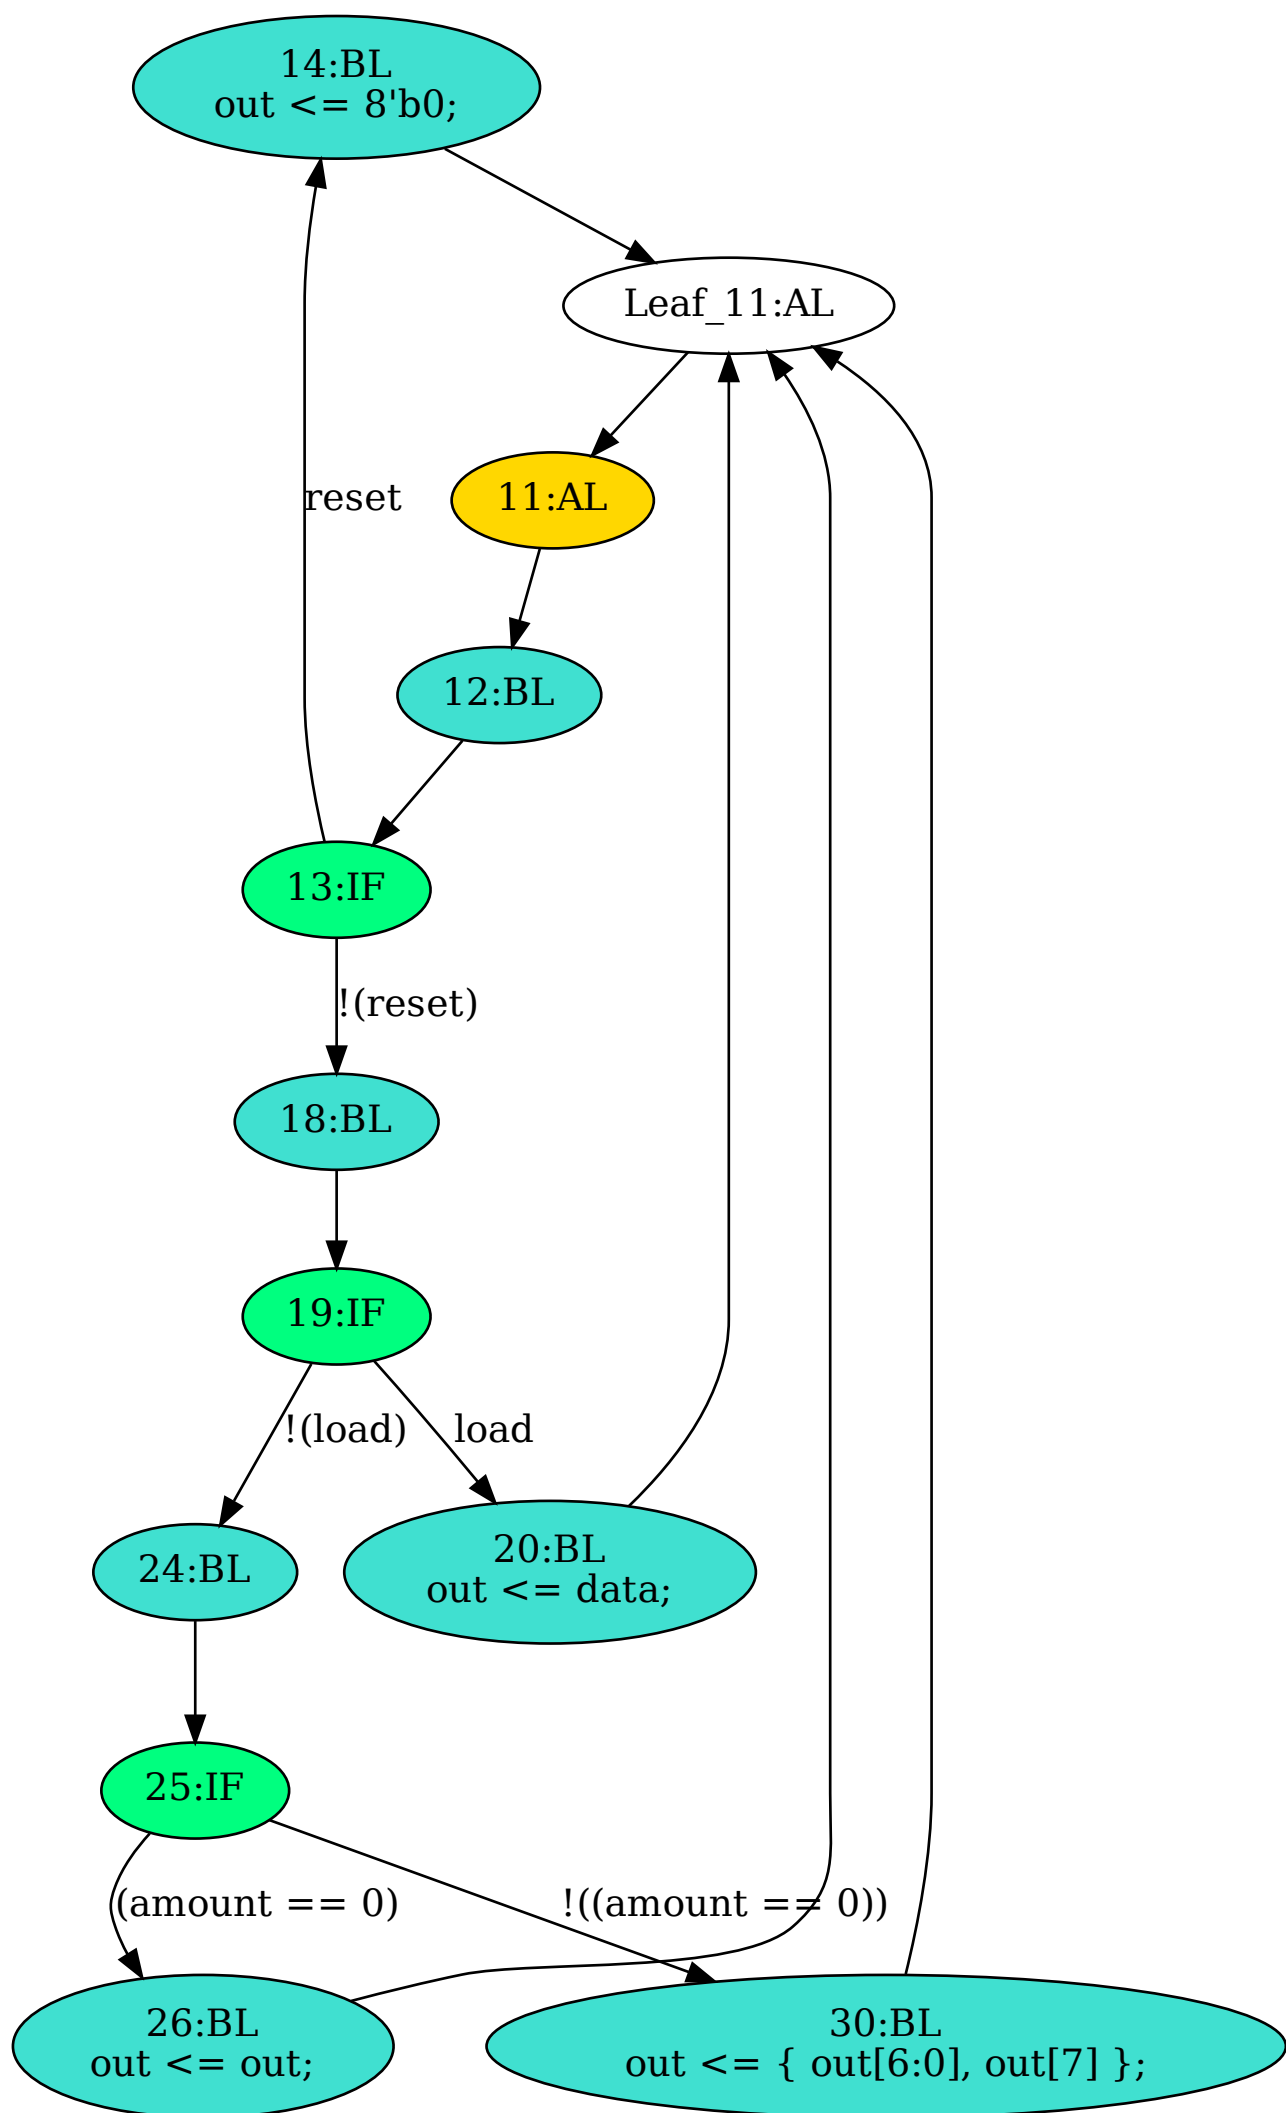 14:BL
out <= 8'b0;
Leaf_11:AL
reset
11:AL
12:BL
13:IF
!(reset)
18:BL
19:IF
!(load)
load
24:BL
20:BL
out <= data;
25:IF
(amount == 0)
!((amount == 0))
26:BL
out <= out;
30:BL
out <= { out[6:0], out[7] };